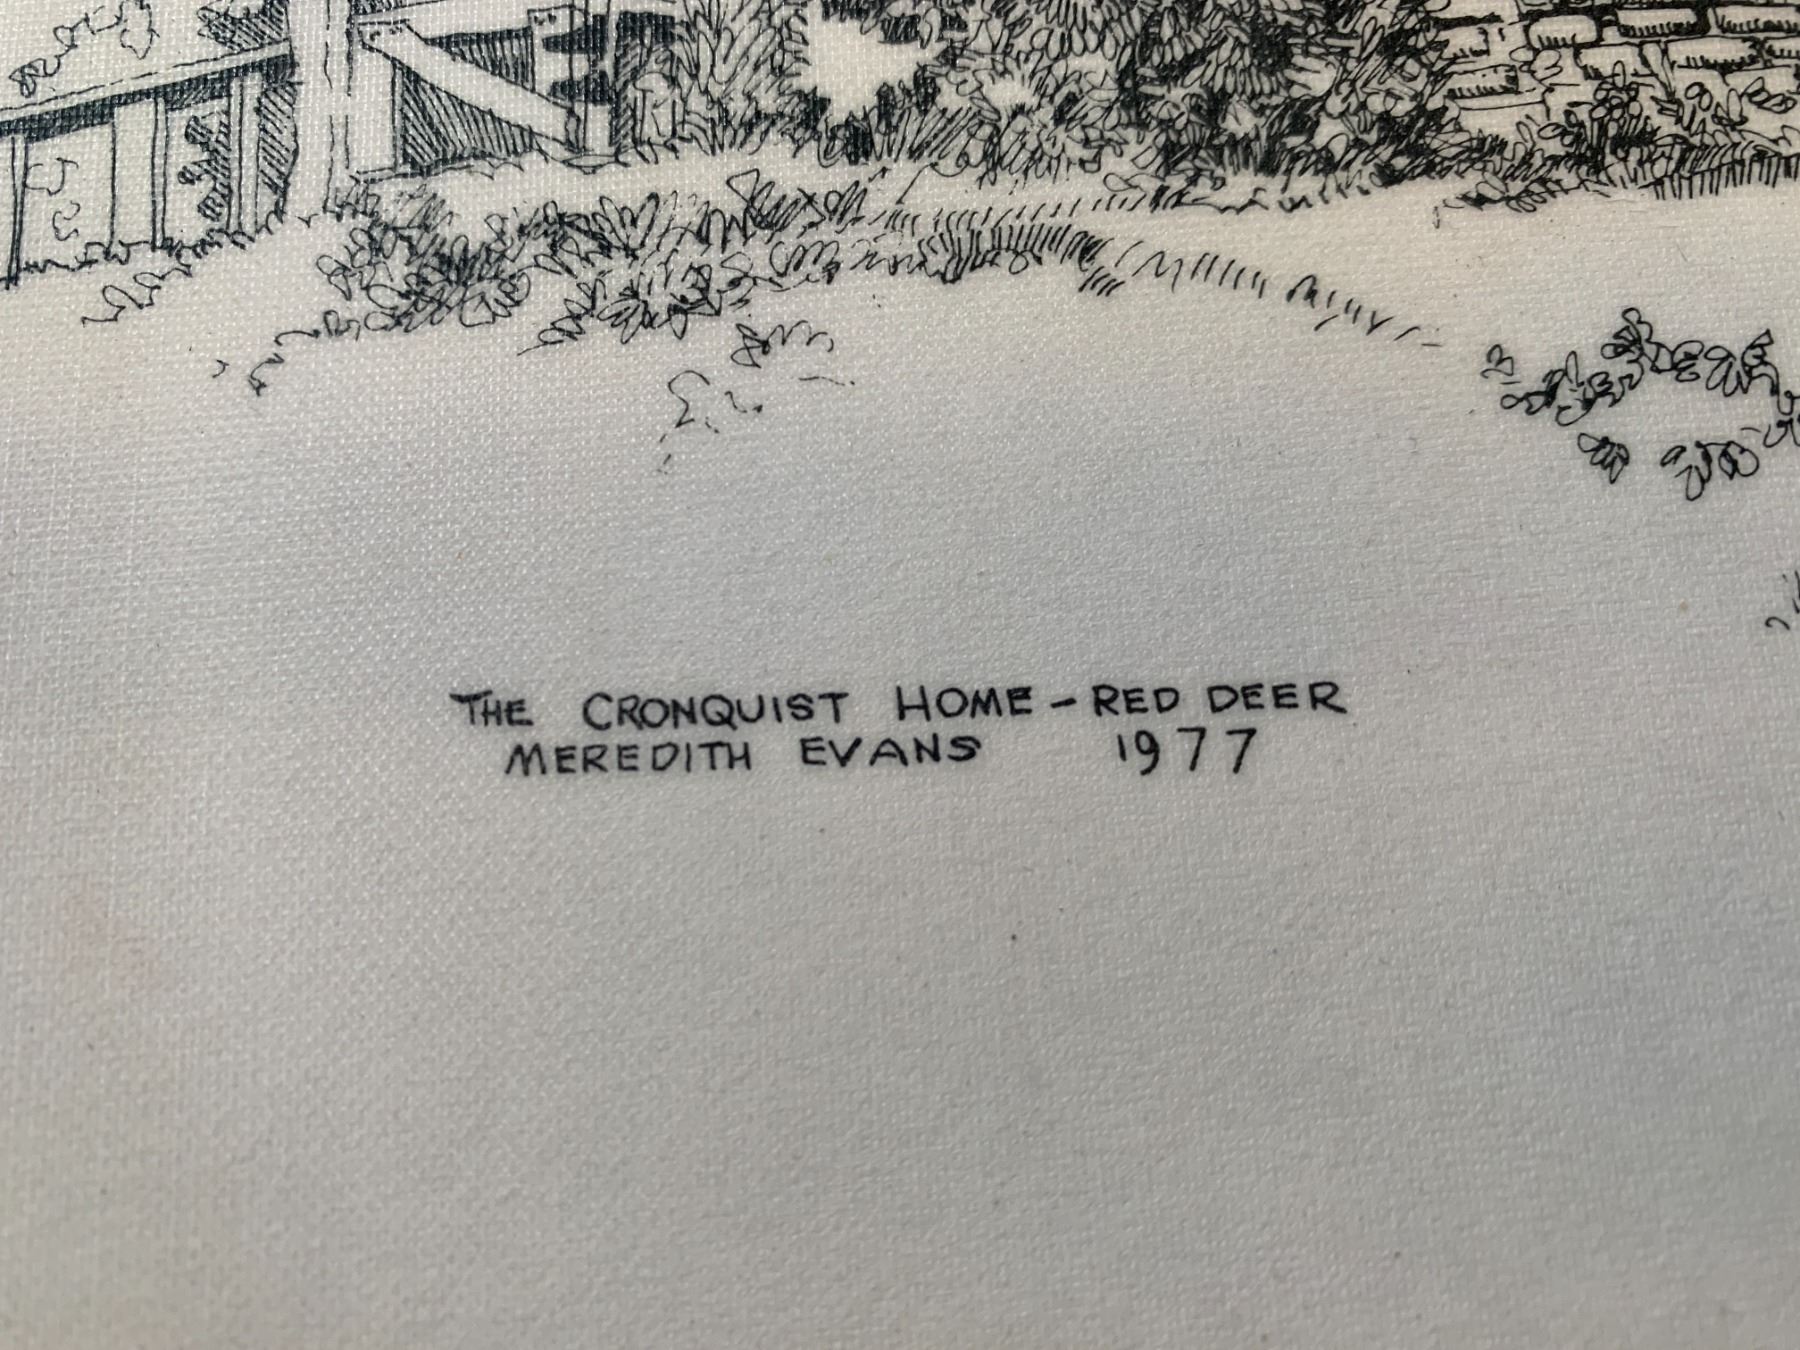 THE CRONQUIST HOME - RED DEER
MEREDITH EVANS 1977